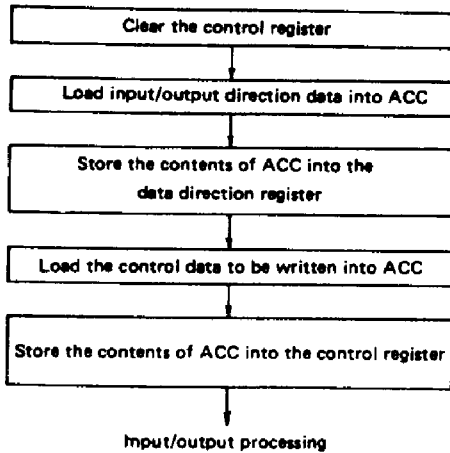 Clear the control register
Load input/output direction data into ACC
Store the contents of ACC into the
data direction register
Load the control data to be written into ACC
Store the contents of ACC into the control register
Input/output processing